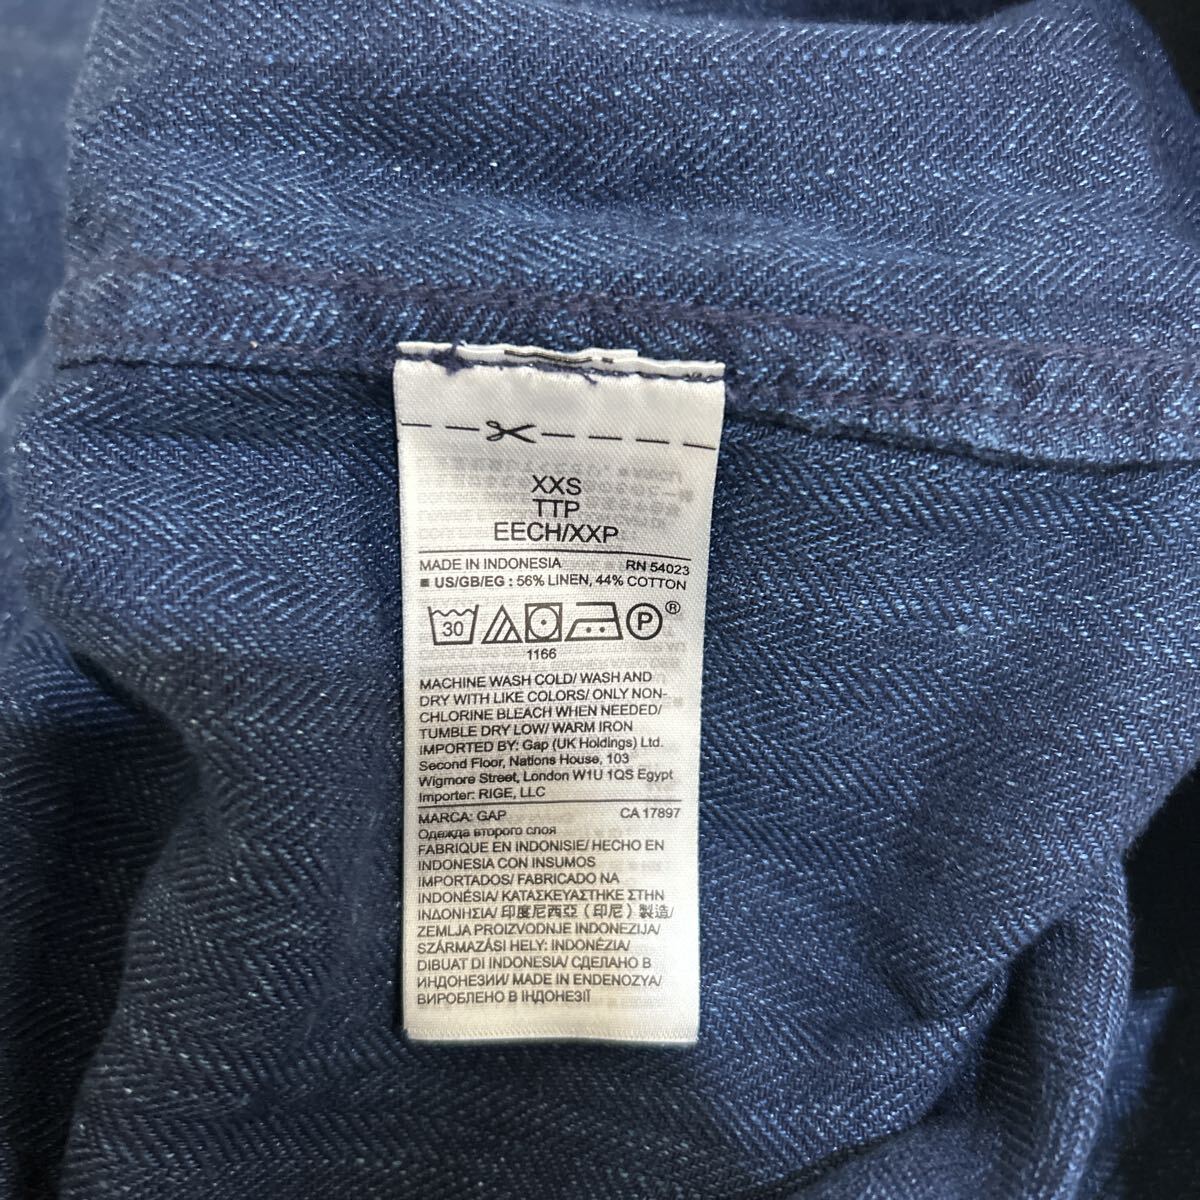 XXS
TTP
EECH/XXP
MADE IN INDONESIA RN 54023
■ US/GB/EG : 56% LINEN, 44% COTTON
30 P ®
1166
MACHINE WASH COLD/ WASH AND
DRY WITH LIKE COLORS/ ONLY NON-
CHLORINE BLEACH WHEN NEEDED/
TUMBLE DRY LOW/ WARM IRON
IMPORTED BY: Gap (UK Holdings) Ltd.
Second Floor, Nations House, 103
Wigmore Street, London W1U 1QS Egypt
Importer: RIGE, LLC
MARCA: GAP CA 17897
Одежда второго слоя
FABRIQUE EN INDONISIE/ HECHO EN
INDONESIA CON INSUMOS
IMPORTADOS/ FABRICADO NA
INDONÉSIA/ ΚΑΤΑΣΚΕΥΑΣΤΗΚΕ ΣΤΗΝ
ΙΝΔΟΝΗΣΙΑ/ 印度尼西亞（印尼）製造/
ZEMLJA PROIZVODNJE INDONEZIJA/
SZÁRMAZÁSI HELY: INDONÉZIA/
DIBUAT DI INDONESIA/ СДЕЛАНО В
ИНДОНЕЗИИ/ MADE IN ENDENOZYA/
ВИРОБЛЕНО В ІНДОНЕЗІЇ